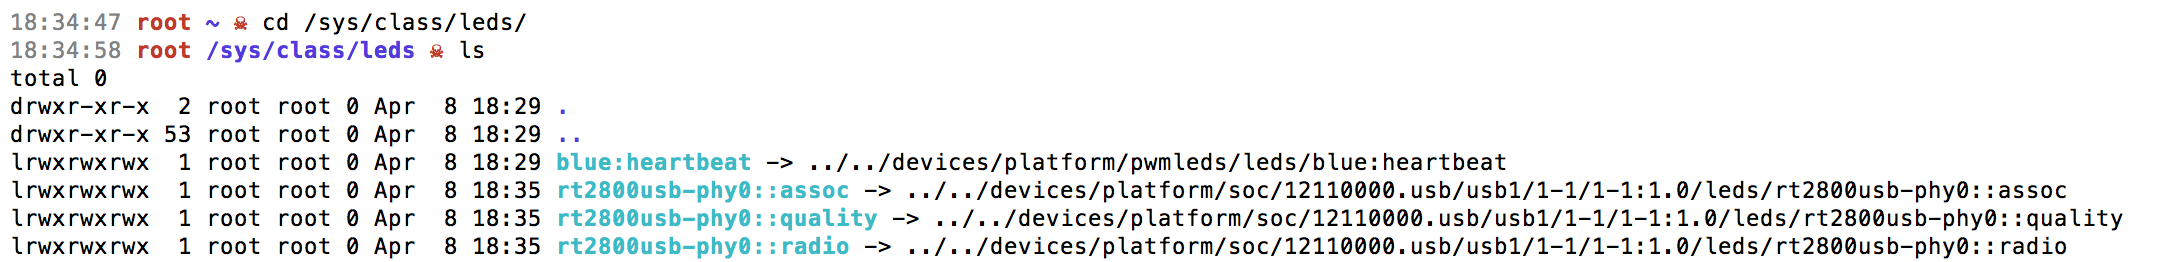 18:34:47 root ~ ☠ cd /sys/class/leds/
18:34:58 root /sys/class/leds ☠ ls
total 0
drwxr-xr-x  2 root root 0 Apr  8 18:29 .
drwxr-xr-x 53 root root 0 Apr  8 18:29 ..
lrwxrwxrwx  1 root root 0 Apr  8 18:29 blue:heartbeat -> ../../devices/platform/pwmleds/leds/blue:heartbeat
lrwxrwxrwx  1 root root 0 Apr  8 18:35 rt2800usb-phy0::assoc -> ../../devices/platform/soc/12110000.usb/usb1/1-1/1-1:1.0/leds/rt2800usb-phy0::assoc
lrwxrwxrwx  1 root root 0 Apr  8 18:35 rt2800usb-phy0::quality -> ../../devices/platform/soc/12110000.usb/usb1/1-1/1-1:1.0/leds/rt2800usb-phy0::quality
lrwxrwxrwx  1 root root 0 Apr  8 18:35 rt2800usb-phy0::radio -> ../../devices/platform/soc/12110000.usb/usb1/1-1/1-1:1.0/leds/rt2800usb-phy0::radio